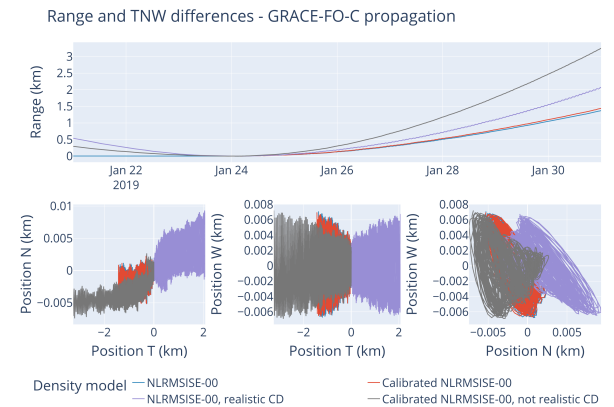 Range and TNW differences - GRACE-FO-C propagation
Range (km)
3
2.5
2
1.5
1
0.5
0
Jan 22
2019
Jan 24
Jan 26
Jan 28
Jan 30
Position N (km)
0.01
0.005
0
−0.005
−2
0
2
Position T (km)
Position W (km)
0.008
0.006
0.004
0.002
0
−0.002
−0.004
−0.006
−2
0
2
Position T (km)
Position W (km)
0.008
0.006
0.004
0.002
0
−0.002
−0.004
−0.006
−0.005
0
0.005
Position N (km)
Density model
NLRMSISE-00
Calibrated NLRMSISE-00
NLRMSISE-00, realistic CD
Calibrated NLRMSISE-00, not realistic CD